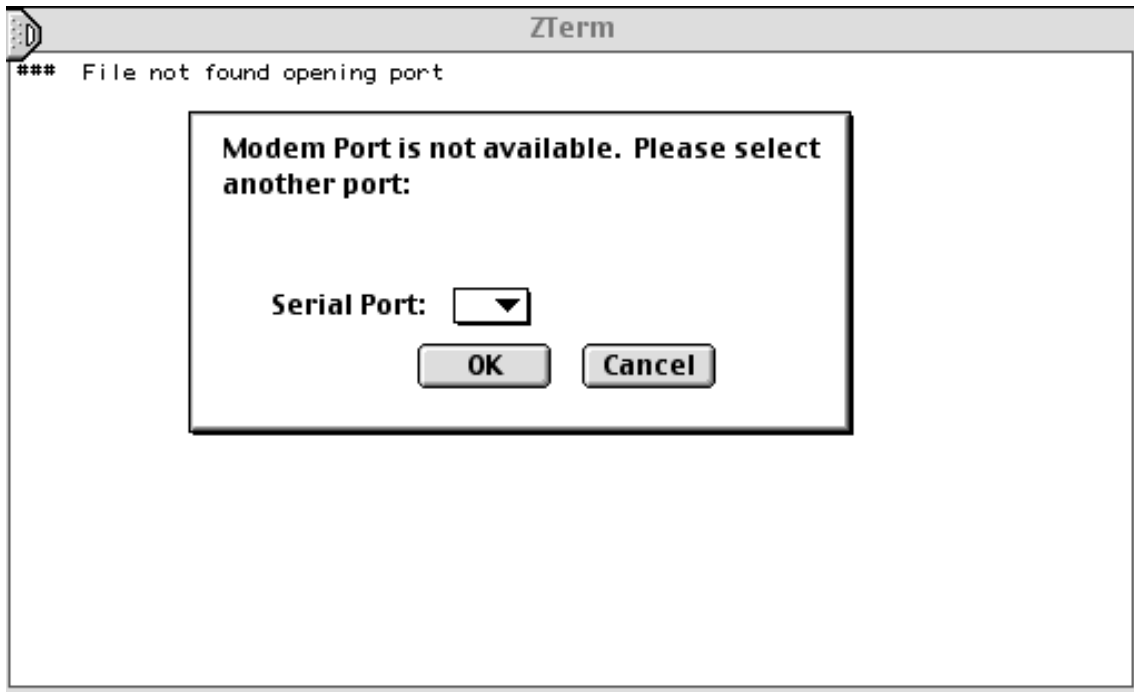 ZTerm
### File not found opening port
Modem Port is not available. Please select
another port:
Serial Port:
OK Cancel